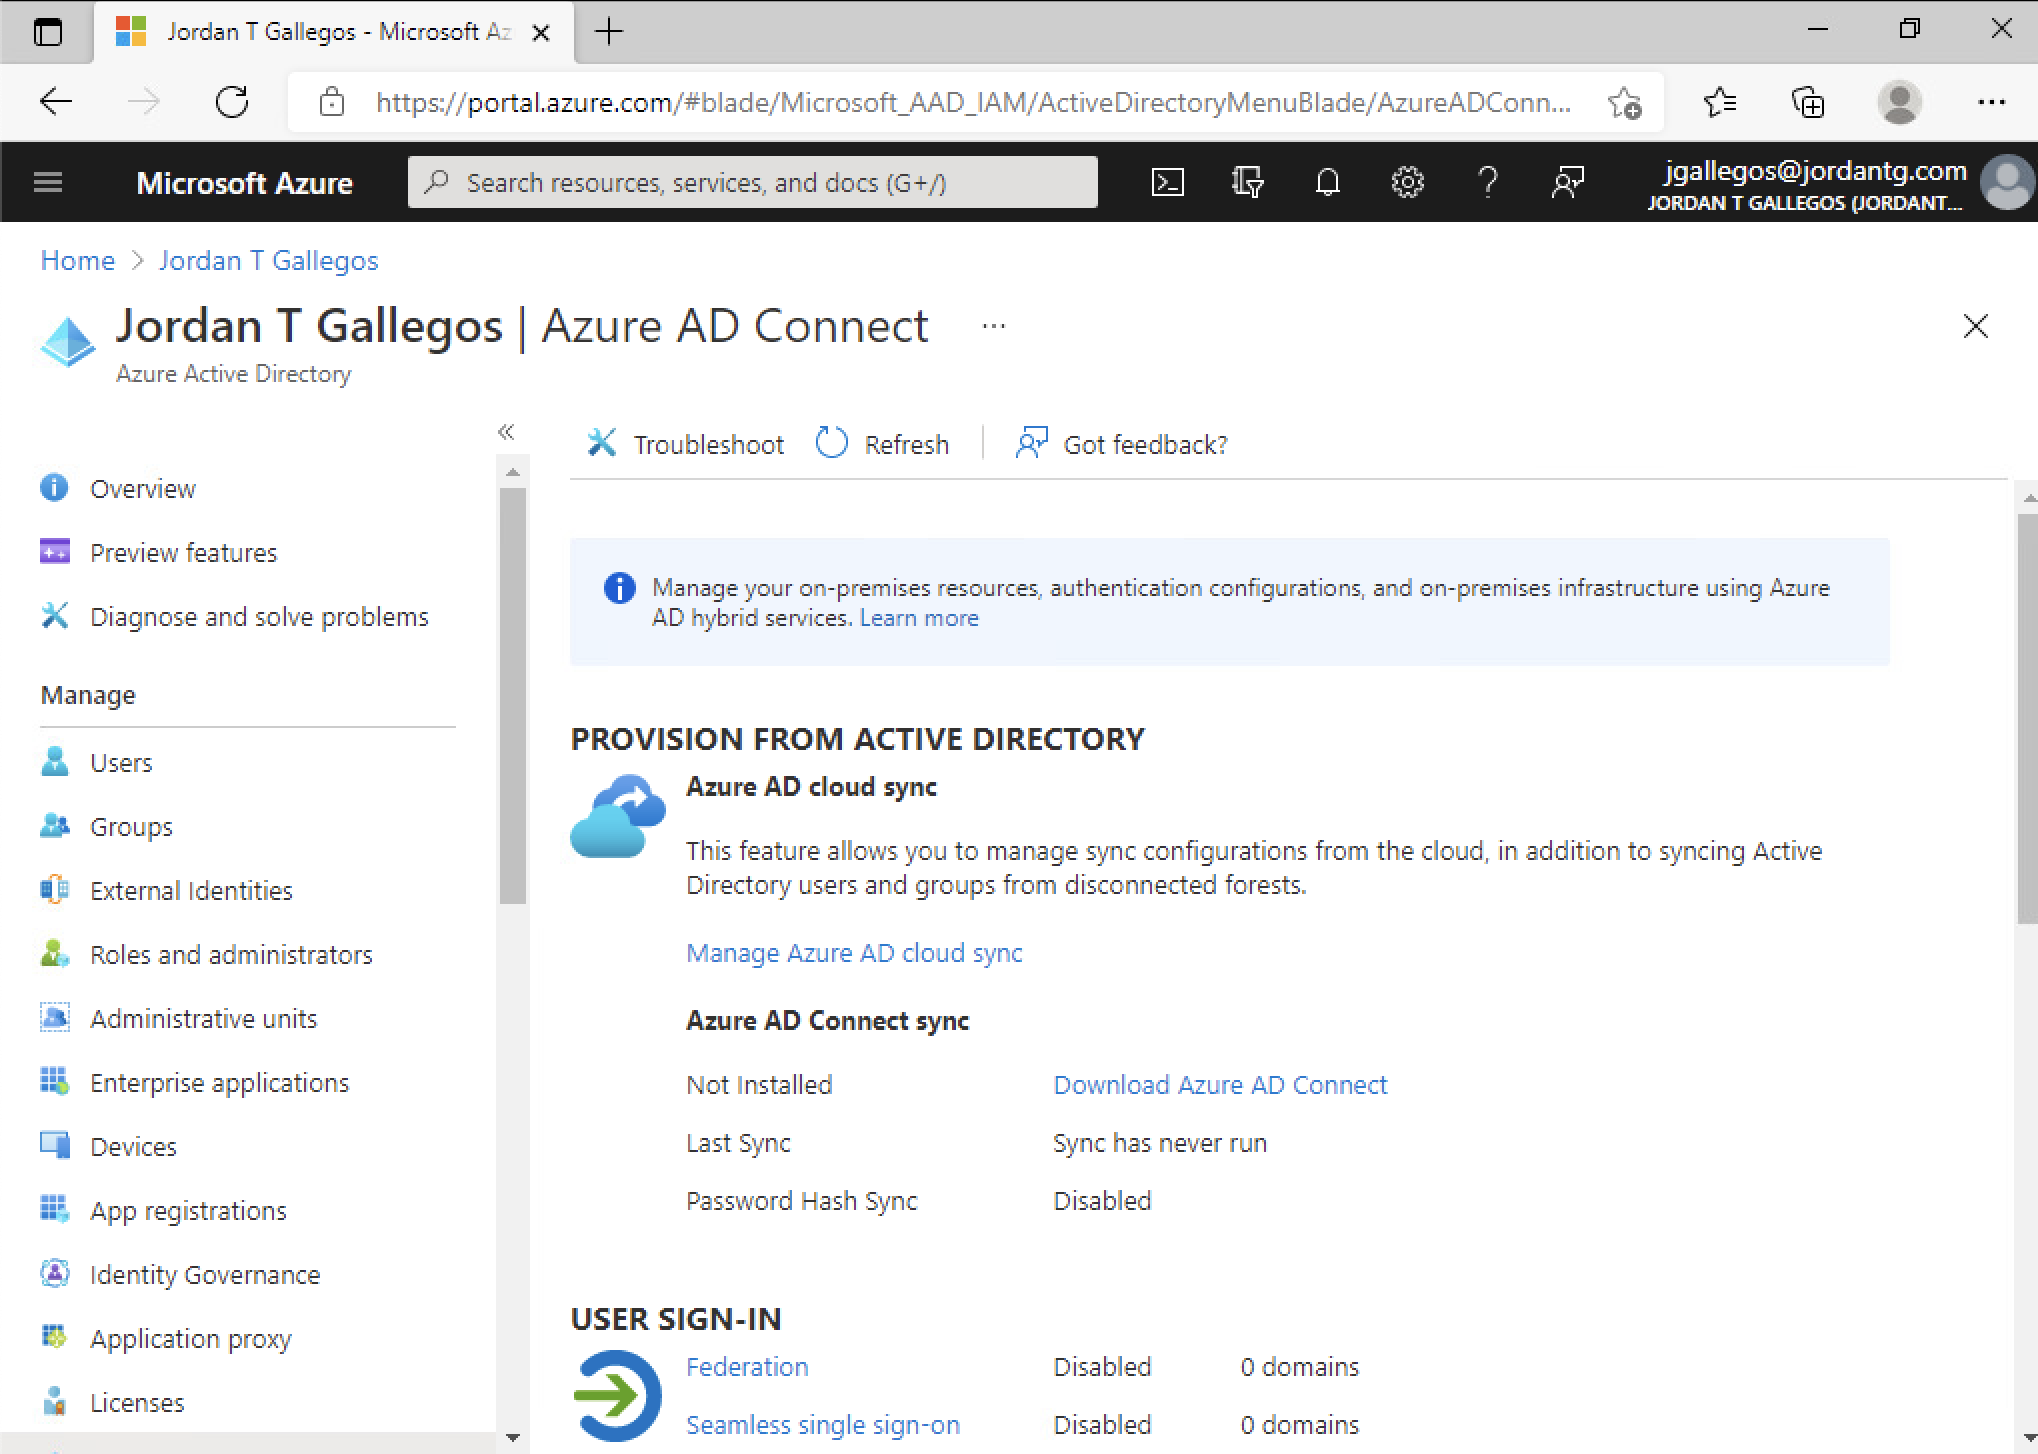 Jordan T Gallegos - Microsoft Az
https://portal.azure.com/#blade/Microsoft_AAD_IAM/ActiveDirectoryMenuBlade/AzureADConn...
Microsoft Azure
Search resources, services, and docs (G+/)
jgallegos@jordantg.com
JORDAN T GALLEGOS (JORDANT...
Home > Jordan T Gallegos
Jordan T Gallegos | Azure AD Connect ...
Azure Active Directory
Overview
Preview features
Diagnose and solve problems
Manage
Users
Groups
External Identities
Roles and administrators
Administrative units
Enterprise applications
Devices
App registrations
Identity Governance
Application proxy
Licenses
Troubleshoot Refresh Got feedback?
Manage your on-premises resources, authentication configurations, and on-premises infrastructure using Azure
AD hybrid services. Learn more
PROVISION FROM ACTIVE DIRECTORY
Azure AD cloud sync
This feature allows you to manage sync configurations from the cloud, in addition to syncing Active
Directory users and groups from disconnected forests.
Manage Azure AD cloud sync
Azure AD Connect sync
Not Installed Download Azure AD Connect
Last Sync Sync has never run
Password Hash Sync Disabled
USER SIGN-IN
Federation Disabled 0 domains
Seamless single sign-on Disabled 0 domains